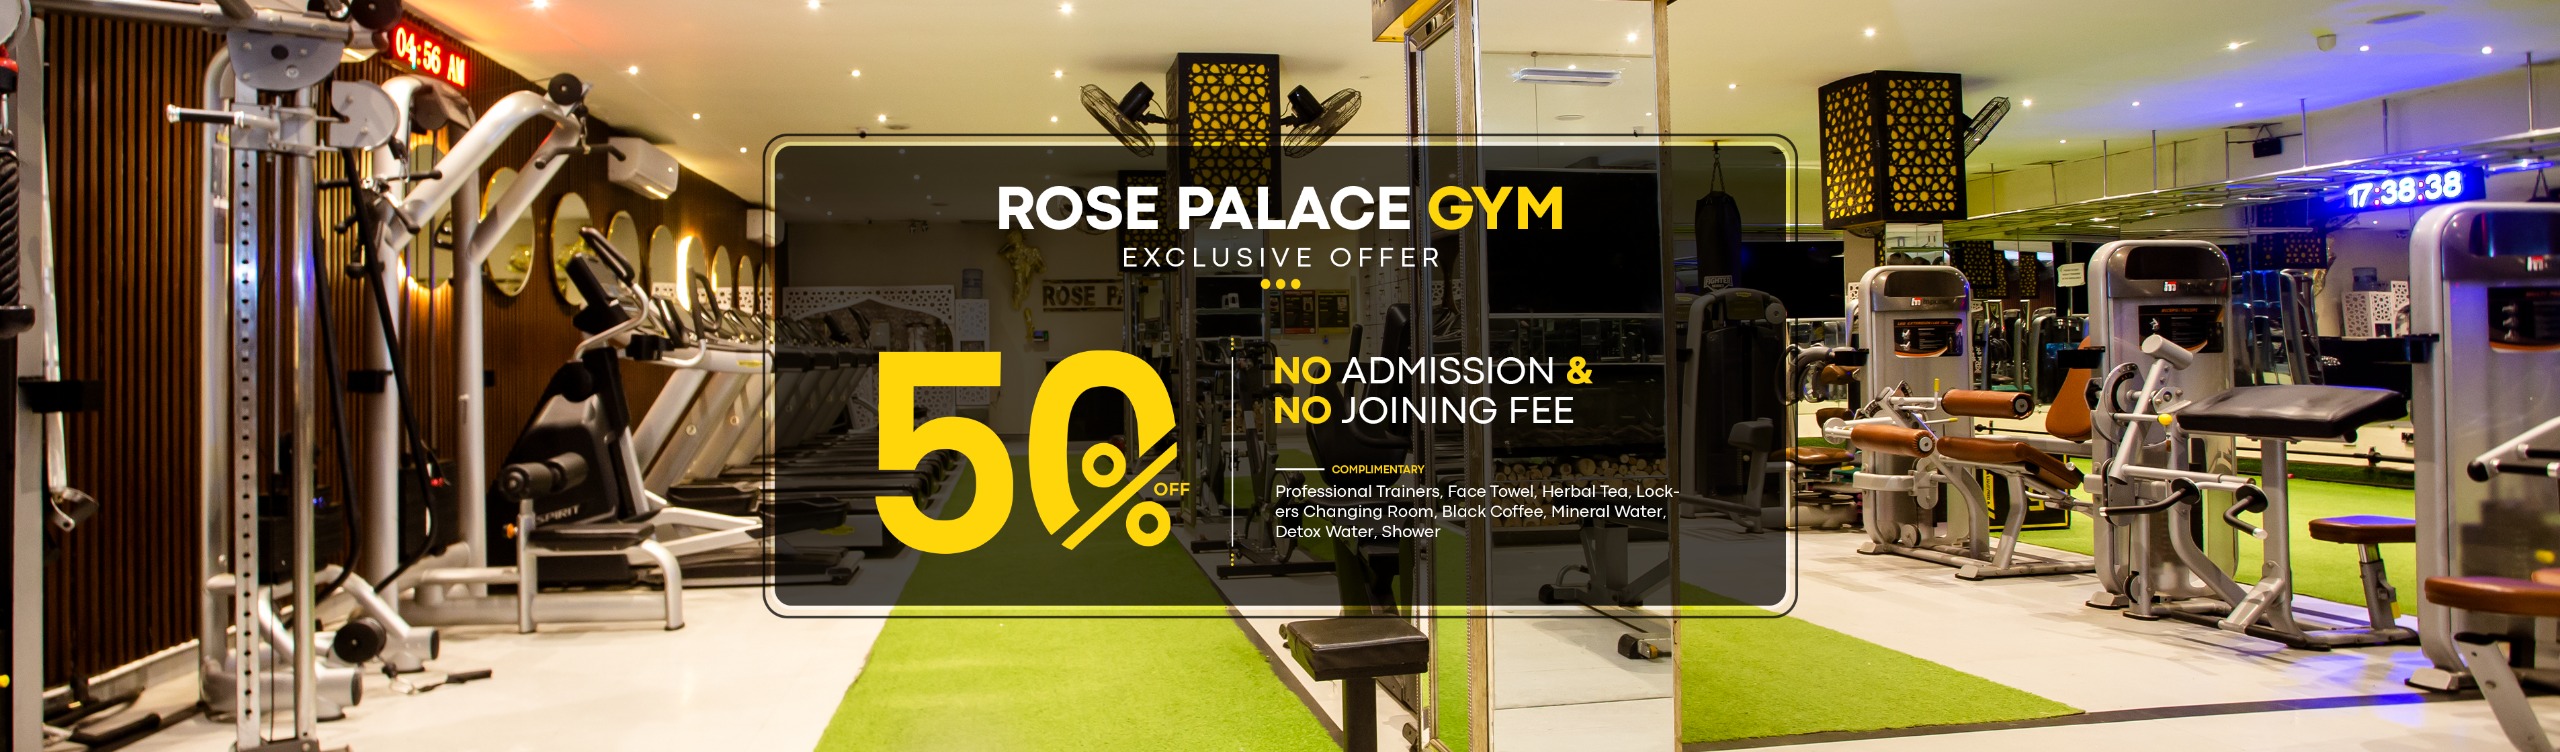 04:56 AM
17:38:38
ROSE PALACE GYM
EXCLUSIVE OFFER
ROSE PA
FIGHTER
50% OFF
NO ADMISSION &
NO JOINING FEE
COMPLIMENTARY
Professional Trainers, Face Towel, Herbal Tea, Lock-
ers Changing Room, Black Coffee, Mineral Water,
Detox Water, Shower
SPIRIT